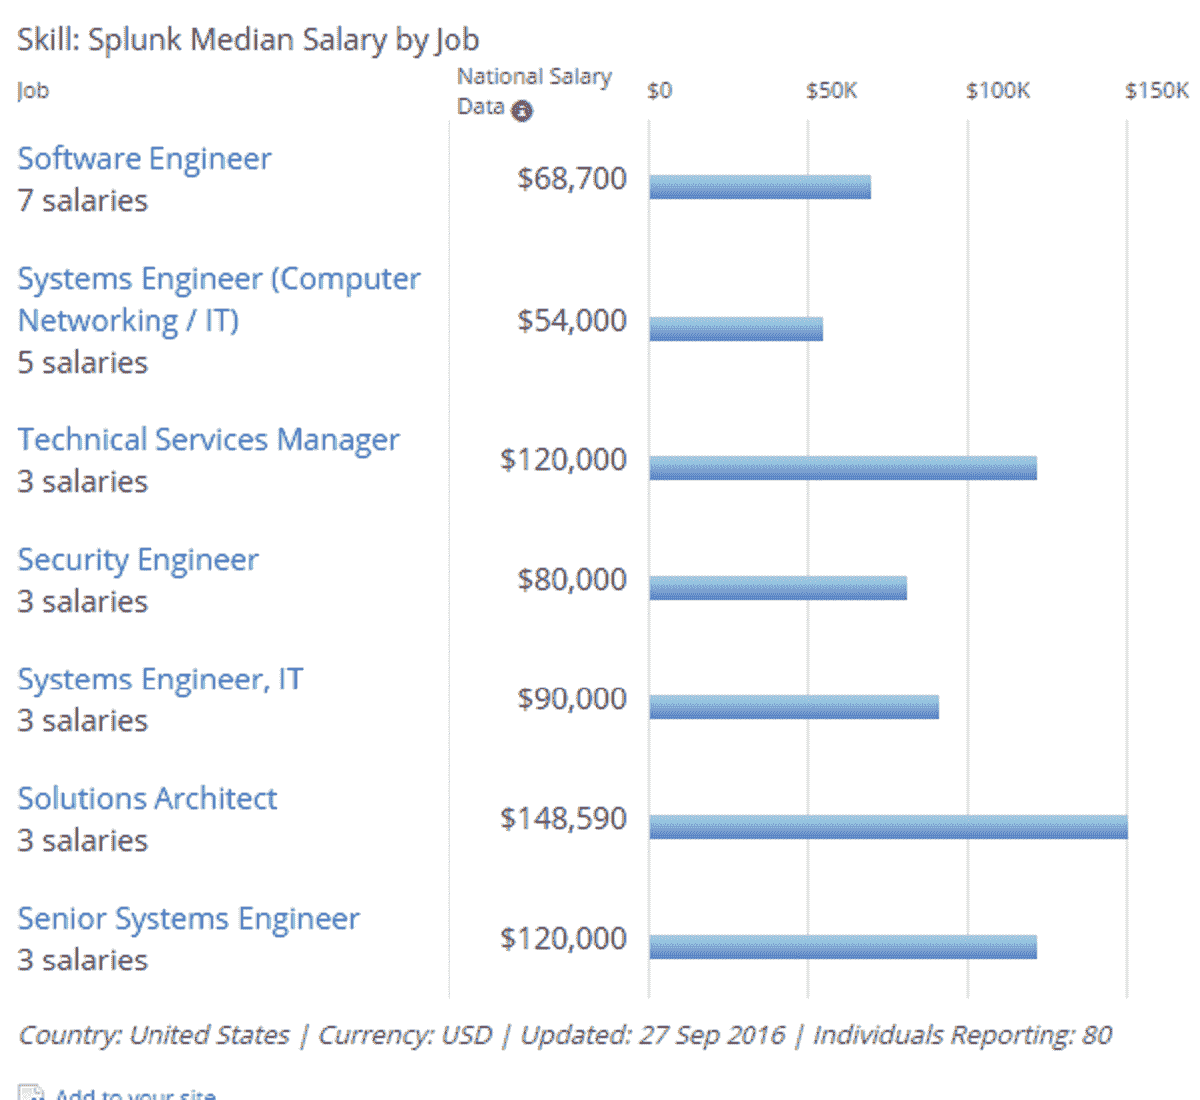 Skill: Splunk Median Salary by Job
Job
National Salary
Data
$0 $50K $100K $150K
Software Engineer
7 salaries
$68,700
Systems Engineer (Computer
Networking / IT)
5 salaries
$54,000
Technical Services Manager
3 salaries
$120,000
Security Engineer
3 salaries
$80,000
Systems Engineer, IT
3 salaries
$90,000
Solutions Architect
3 salaries
$148,590
Senior Systems Engineer
3 salaries
$120,000
Country: United States | Currency: USD | Updated: 27 Sep 2016 | Individuals Reporting: 80
Add to your site